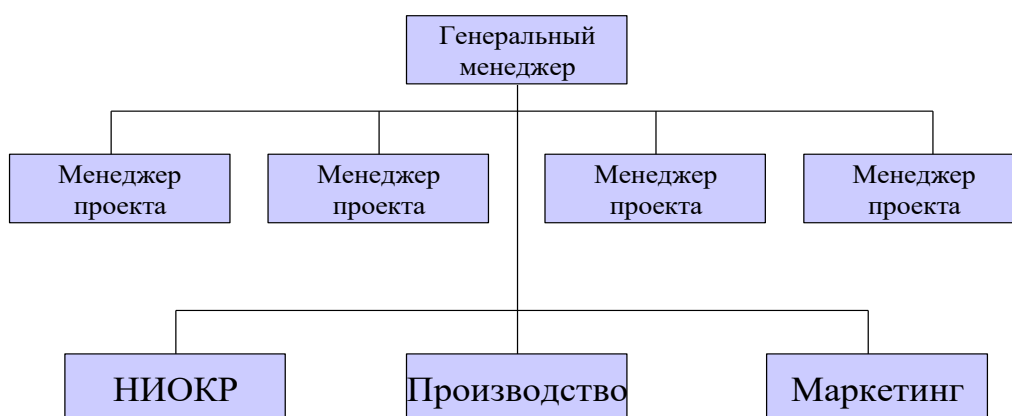 Генеральный
менеджер
Менеджер
проекта
Менеджер
проекта
Менеджер
проекта
Менеджер
проекта
НИОКР
Производство
Маркетинг